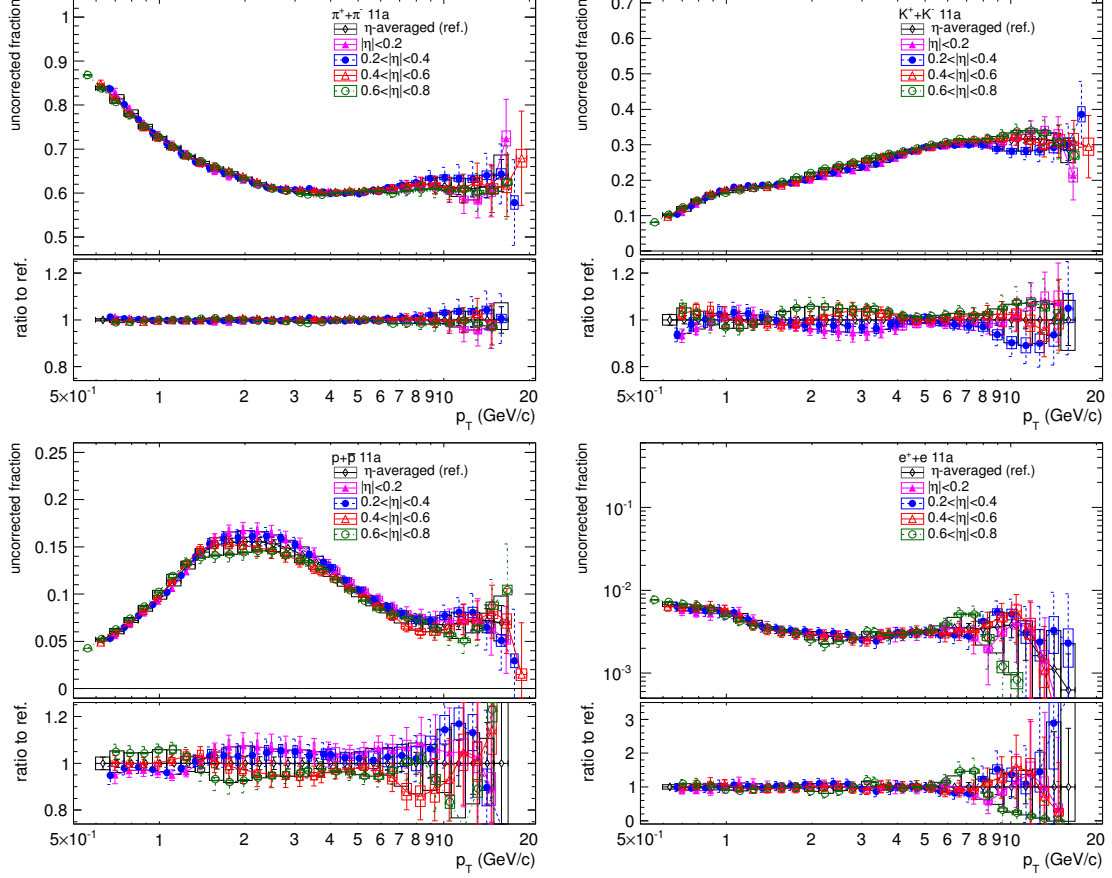 uncorrected fraction
1
0.9
0.8
0.7
0.6
0.5
π⁺+π⁻ 11a
η-averaged (ref.)
|η|<0.2
0.2<|η|<0.4
0.4<|η|<0.6
0.6<|η|<0.8
ratio to ref.
1.2
1
0.8
5×10⁻¹ 1 2 3 4 5 6 7 8 910 20
p_T (GeV/c)
uncorrected fraction
0.7
0.6
0.5
0.4
0.3
0.2
0.1
0
K⁺+K⁻ 11a
η-averaged (ref.)
|η|<0.2
0.2<|η|<0.4
0.4<|η|<0.6
0.6<|η|<0.8
ratio to ref.
1.2
1
0.8
5×10⁻¹ 1 2 3 4 5 6 7 8 910 20
p_T (GeV/c)
uncorrected fraction
0.25
0.2
0.15
0.1
0.05
0
p+p̅ 11a
η-averaged (ref.)
|η|<0.2
0.2<|η|<0.4
0.4<|η|<0.6
0.6<|η|<0.8
ratio to ref.
1.2
1
0.8
5×10⁻¹ 1 2 3 4 5 6 7 8 910 20
p_T (GeV/c)
uncorrected fraction
10⁻¹
10⁻²
10⁻³
e⁺+e 11a
η-averaged (ref.)
|η|<0.2
0.2<|η|<0.4
0.4<|η|<0.6
0.6<|η|<0.8
ratio to ref.
3
2
1
0
5×10⁻¹ 1 2 3 4 5 6 7 8 910 20
p_T (GeV/c)